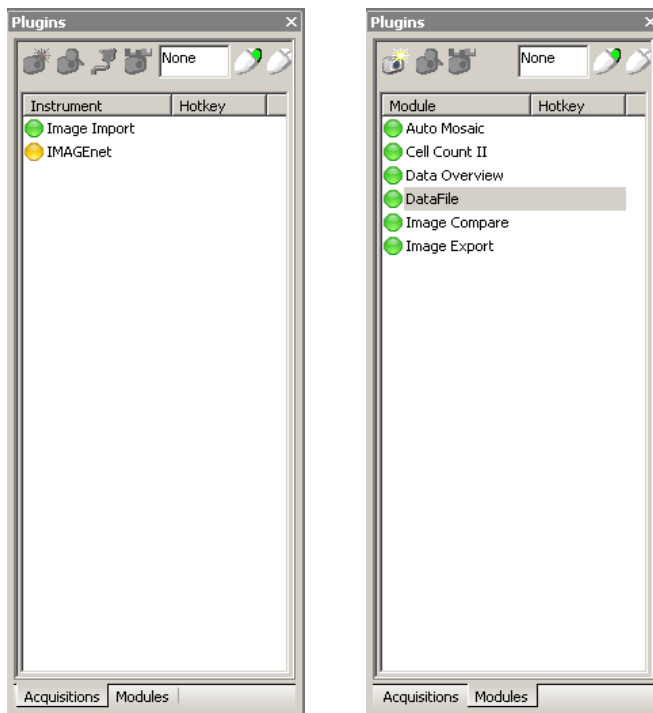 Plugins
None
Instrument Hotkey
Image Import
IMAGEnet
Acquisitions Modules
Plugins
None
Module Hotkey
Auto Mosaic
Cell Count II
Data Overview
DataFile
Image Compare
Image Export
Acquisitions Modules